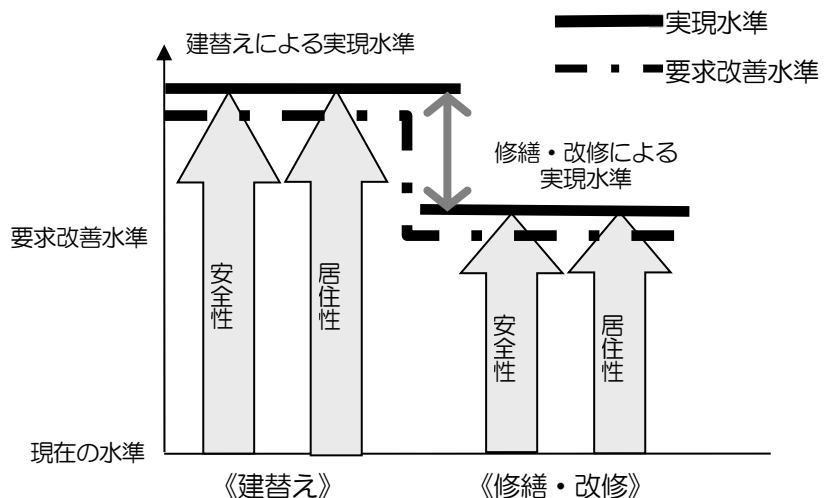 実現水準
要求改善水準
建替えによる実現水準
修繕・改修による
実現水準
要求改善水準
安全性
居住性
安全性
居住性
現在の水準
《建替え》
《修繕・改修》